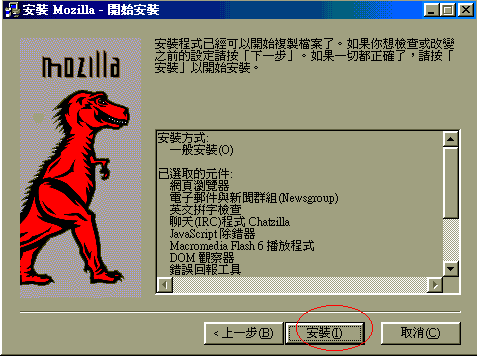 安裝 Mozilla - 開始安裝
mozilla
安裝程式已經可以開始複製檔案了。如果你想檢查或改變
之前的設定請按「下一步」。如果一切都正確了，請按「
安裝」以開始安裝。
安裝方式:
一般安裝(O)
已選取的元件:
網頁瀏覽器
電子郵件與新聞群組(Newsgroup)
英文拼字檢查
聊天(IRC)程式 Chatzilla
JavaScript 除錯器
Macromedia Flash 6 播放程式
DOM 觀察器
錯誤回報工具
< 上一步(B)
安裝(I)
取消(C)